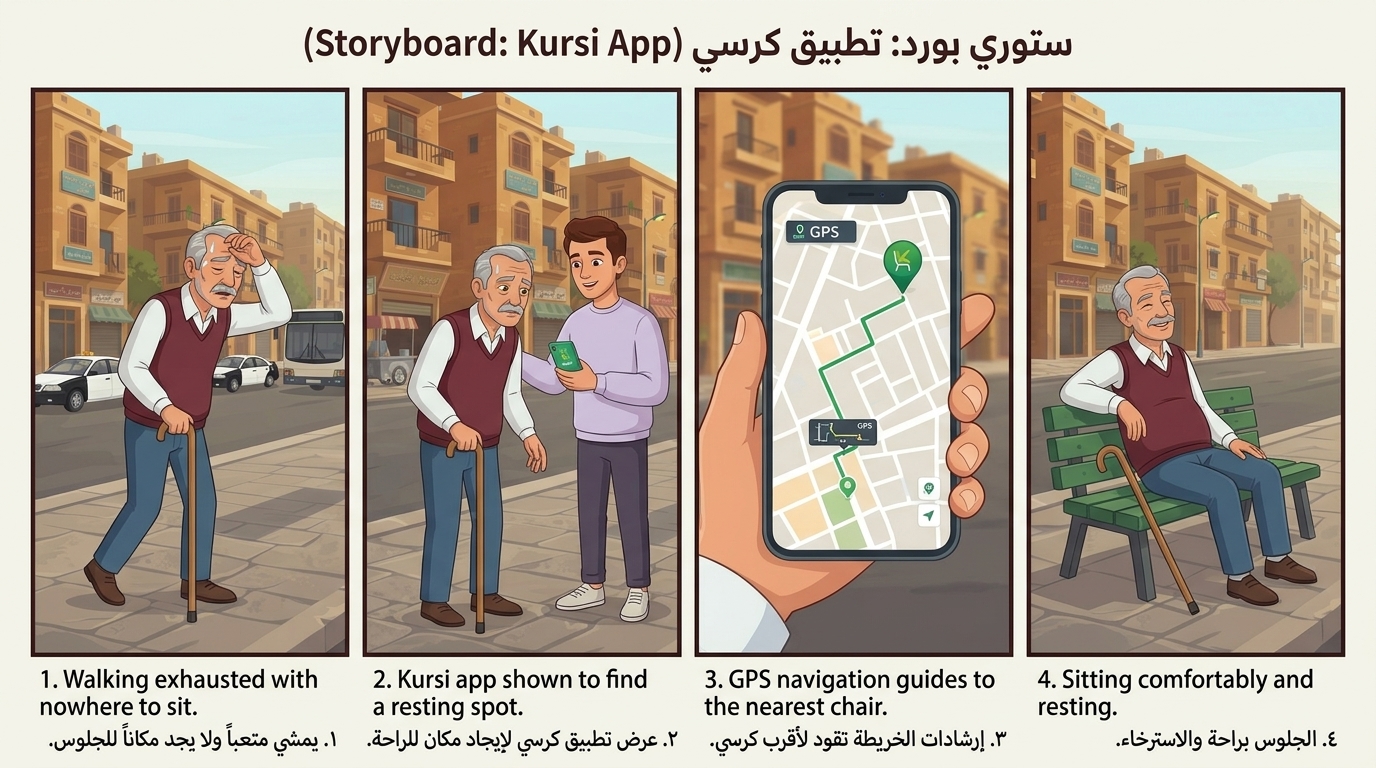 ستوري بورد: تطبيق كرسي (Storyboard: Kursi App)
GPS
GPS
1. Walking exhausted with
nowhere to sit.
١. يمشي متعباً ولا يجد مكاناً للجلوس.
2. Kursi app shown to find
a resting spot.
٢. عرض تطبيق كرسي لإيجاد مكان للراحة.
3. GPS navigation guides to
the nearest chair.
٣. إرشادات الخريطة تقود لأقرب كرسي.
4. Sitting comfortably and
resting.
٤. الجلوس براحة والاسترخاء.